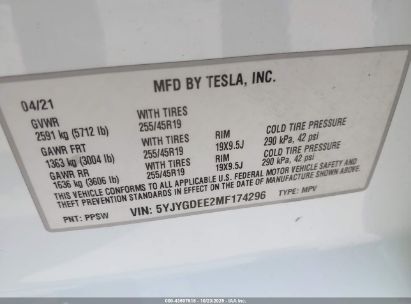 MFD BY TESLA, INC.
04/21
GVWR WITH TIRES
2591 kg (5712 lb) 255/45R19 RIM COLD TIRE PRESSURE
GAWR FRT WITH TIRES 19X9.5J 290 kPa, 42 psi
1363 kg (3004 lb) 255/45R19 RIM COLD TIRE PRESSURE
GAWR RR WITH TIRES 19X9.5J 290 kPa, 42 psi
1636 kg (3606 lb) 255/45R19
THIS VEHICLE CONFORMS TO ALL APPLICABLE U.S. FEDERAL MOTOR VEHICLE SAFETY AND
THEFT PREVENTION STANDARDS IN EFFECT ON THE DATE OF MANUFACTURE SHOWN ABOVE.
PNT: PPSW VIN: 5YJYGDEE2MF174296 TYPE: MPV